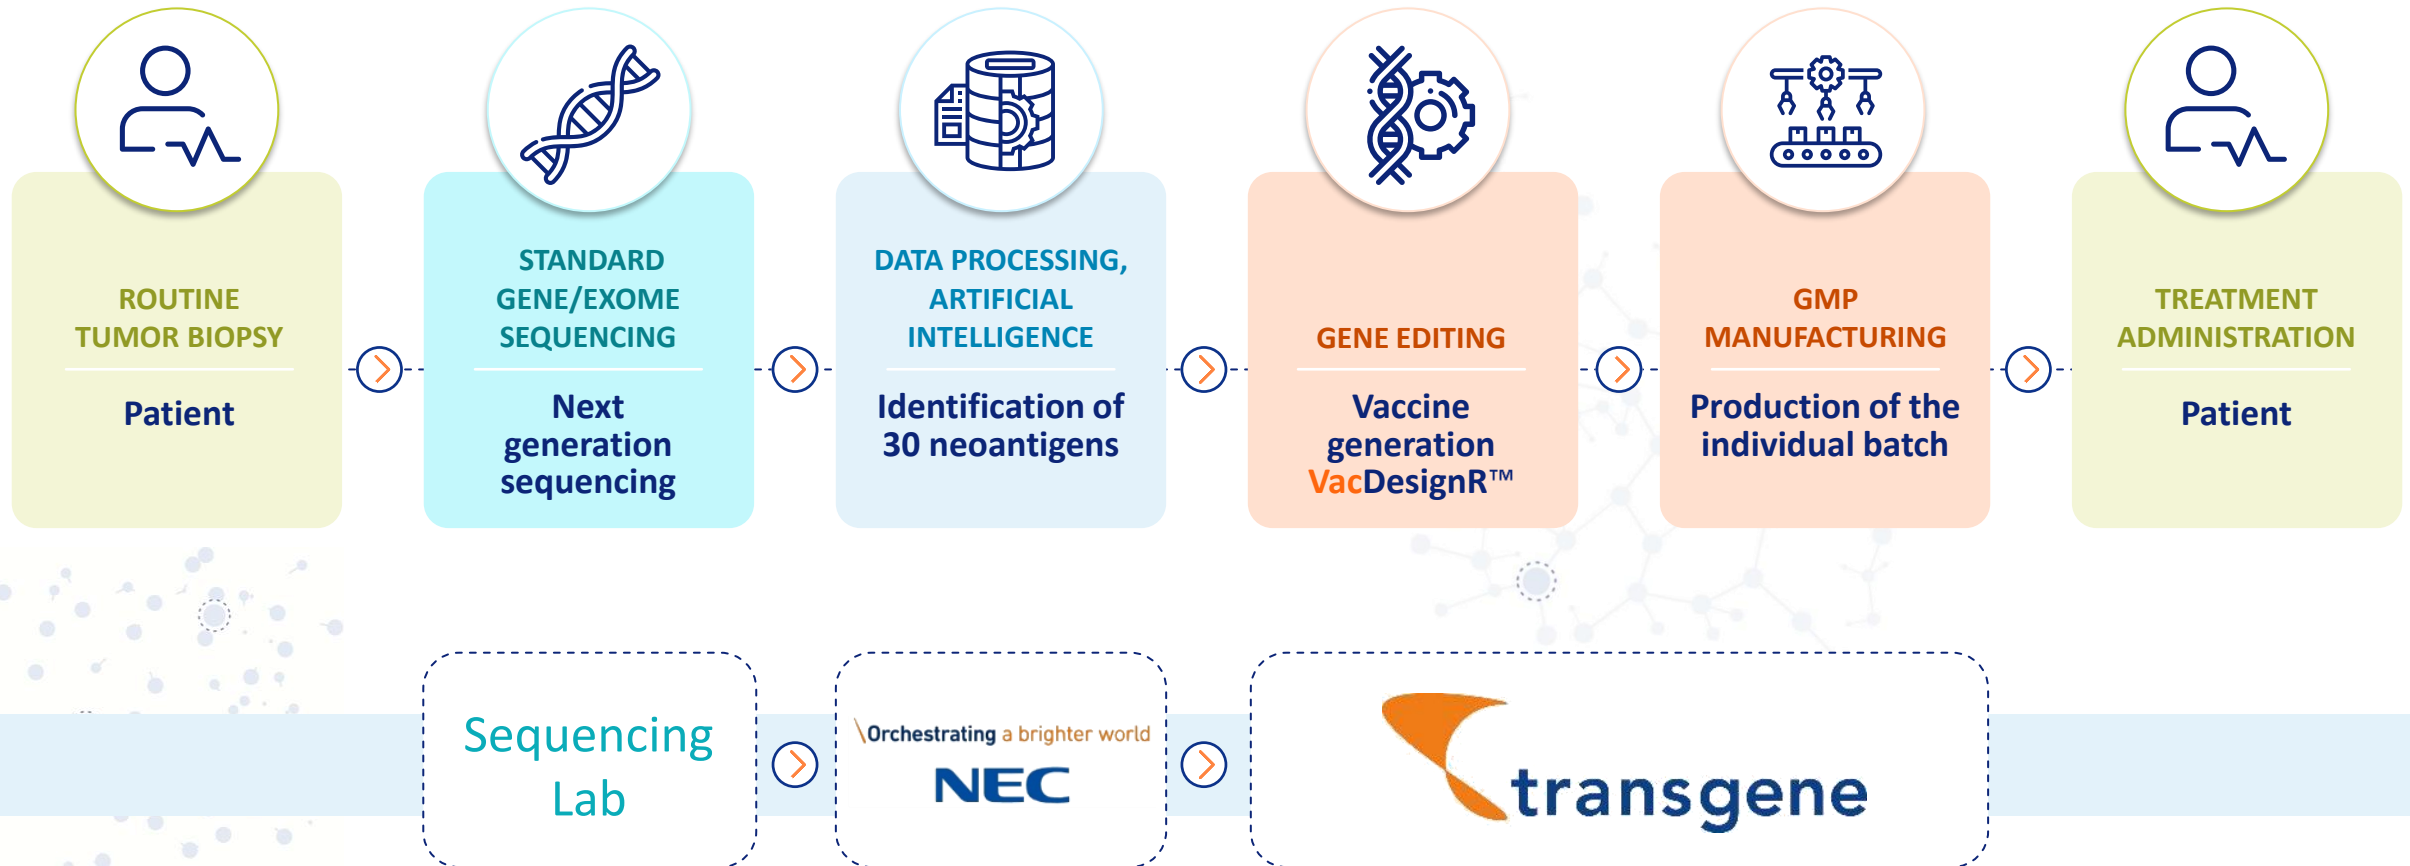 ROUTINE
TUMOR BIOPSY
Patient
STANDARD
GENE/EXOME
SEQUENCING
Next
generation
sequencing
DATA PROCESSING,
ARTIFICIAL
INTELLIGENCE
Identification of
30 neoantigens
GENE EDITING
Vaccine
generation
VacDesignR™
GMP
MANUFACTURING
Production of the
individual batch
TREATMENT
ADMINISTRATION
Patient
Sequencing
Lab
\Orchestrating a brighter world
NEC
transgene